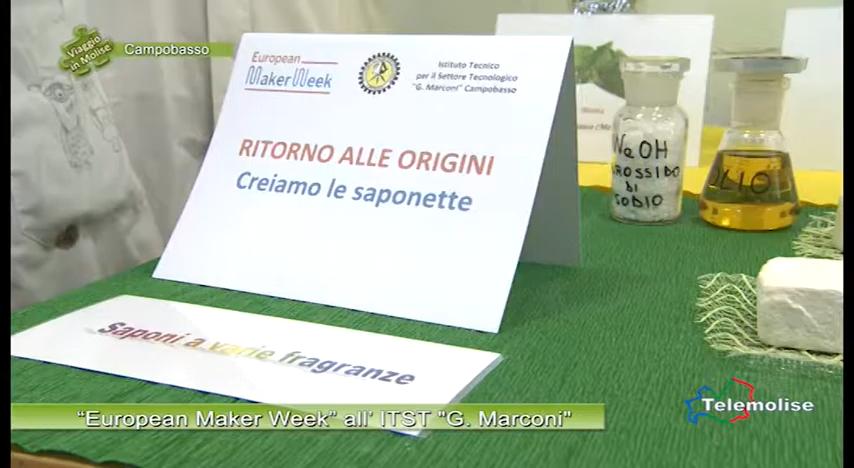 Viaggio
in Molise
Campobasso
European
MakerWeek
Istituto Tecnico
per il Settore Tecnologico
"G. Marconi" Campobasso
RITORNO ALLE ORIGINI
Creiamo le saponette
Saponi a varie fragranze
NaOH
DI
SODIO
OLIO
"European Maker Week" all' ITST "G. Marconi"
Telemolise